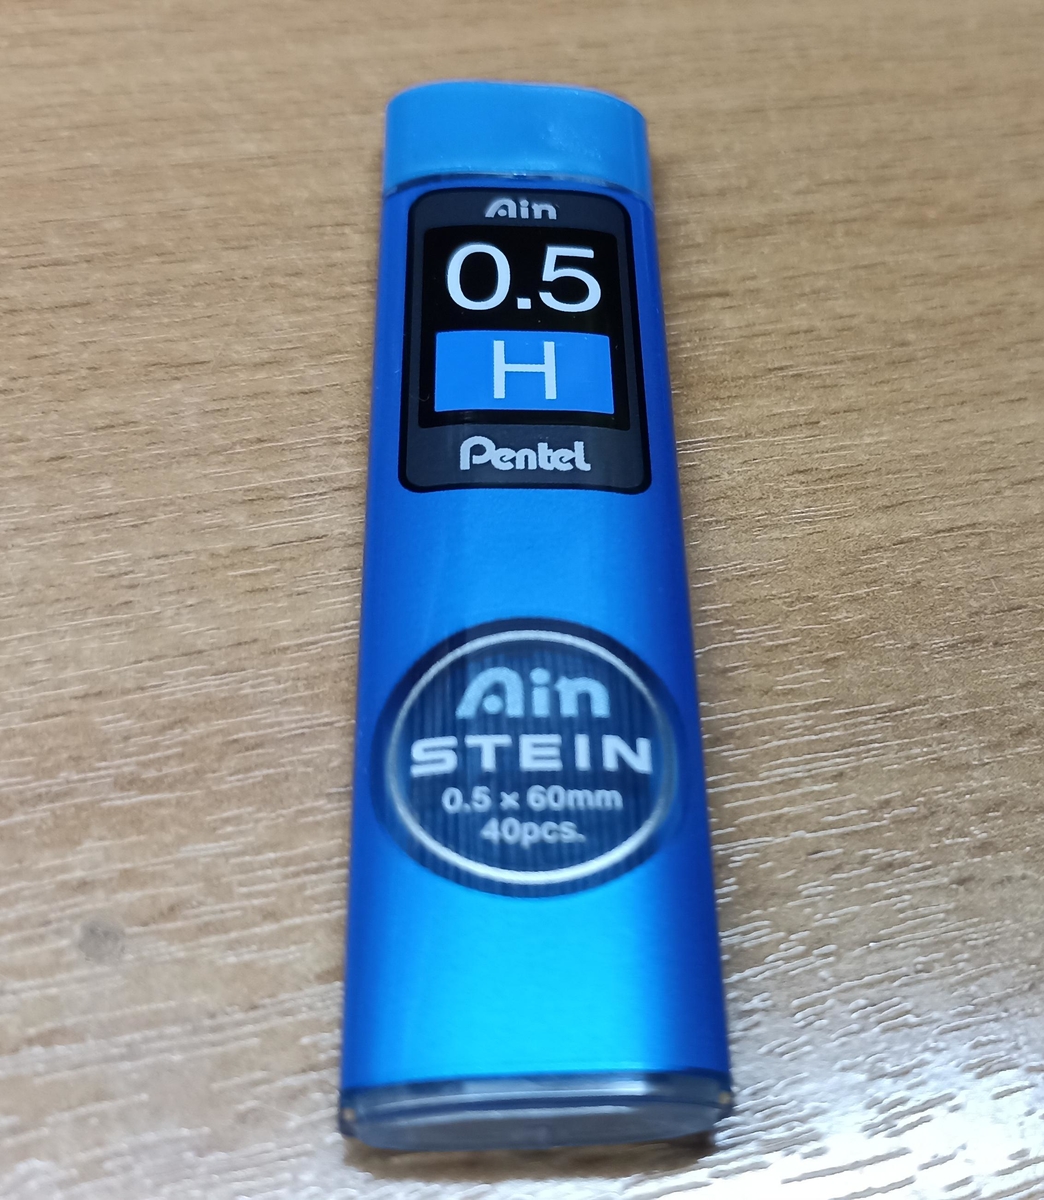 Ain
0.5
H
Pentel
Ain
STEIN
0.5 × 60mm
40pcs.